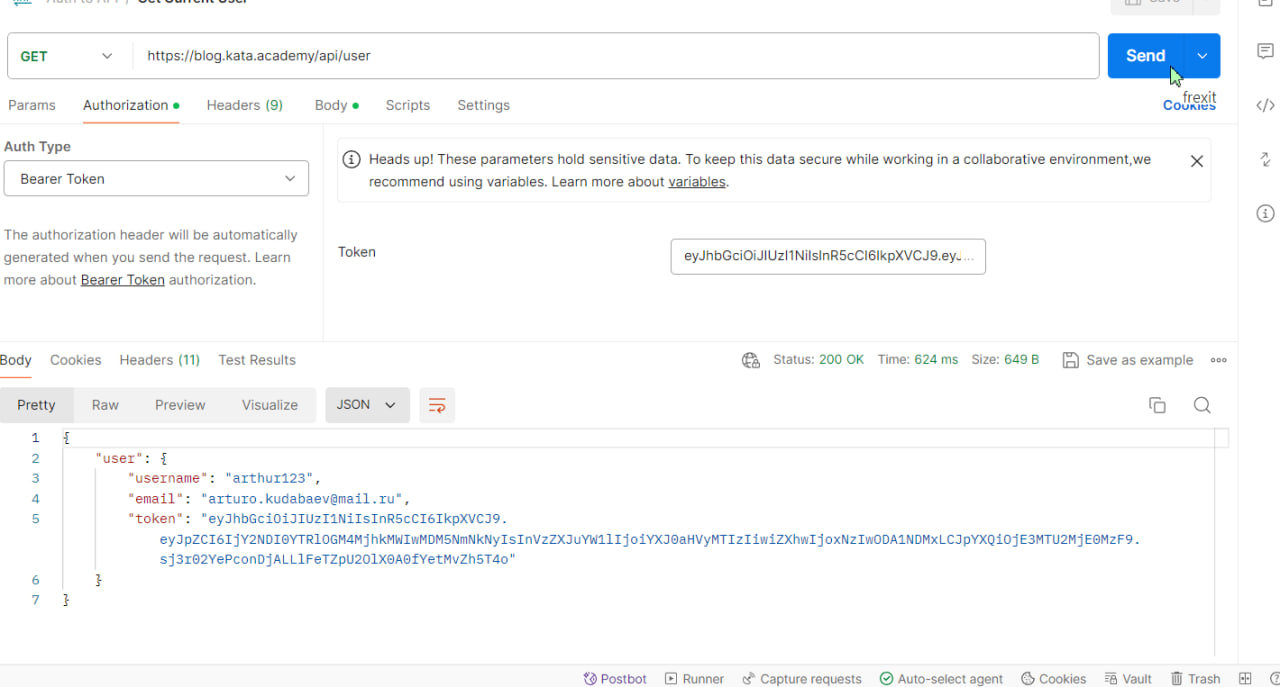 Auth to API / Get Current User
Save
GET
https://blog.kata.academy/api/user
Send
frexit
Params
Authorization
Headers (9)
Body
Scripts
Settings
Cookies
Auth Type
Bearer Token
Heads up! These parameters hold sensitive data. To keep this data secure while working in a collaborative environment,we
recommend using variables. Learn more about variables.
The authorization header will be automatically
generated when you send the request. Learn
more about Bearer Token authorization.
Token
eyJhbGciOiJIUzI1NiIsInR5cCI6IkpXVCJ9.eyJ...
Body
Cookies
Headers (11)
Test Results
Status: 200 OK
Time: 624 ms
Size: 649 B
Save as example
Pretty
Raw
Preview
Visualize
JSON
1 {
2 "user": {
3 "username": "arthur123",
4 "email": "arturo.kudabaev@mail.ru",
5 "token": "eyJhbGciOiJIUzI1NiIsInR5cCI6IkpXVCJ9.
eyJpZCI6IjY2NDI0YTRlOGM4MjhkMWIwMDM5NmNkNyIsInVzZXJuYW1lIjoiYXJ0aHVyMTIzIiwiZXhwIjoxNzIwODA1NDMxLCJpYXQiOjE3MTU2MjE0MzF9.
sj3r02YePconDjALLlFeTZpU2OlX0A0fYetMvZh5T4o"
6 }
7 }
Postbot
Runner
Capture requests
Auto-select agent
Cookies
Vault
Trash